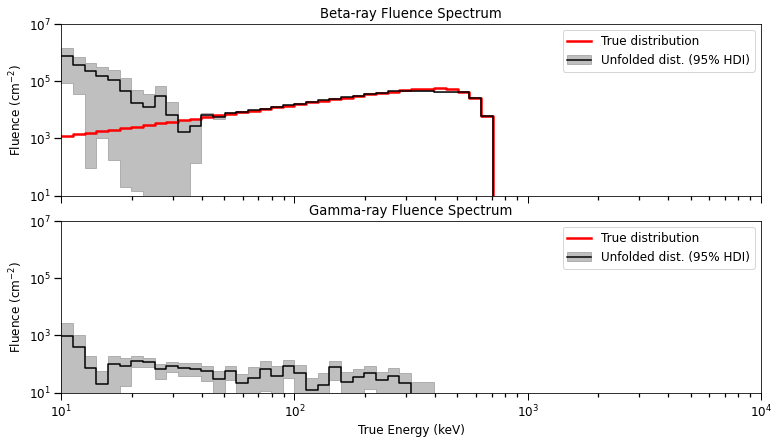 Beta-ray Fluence Spectrum
10^7
10^5
10^3
10^1
Fluence (cm^−2)
True distribution
Unfolded dist. (95% HDI)
Gamma-ray Fluence Spectrum
10^7
10^5
10^3
10^1
Fluence (cm^−2)
True distribution
Unfolded dist. (95% HDI)
10^1 10^2 10^3 10^4
True Energy (keV)